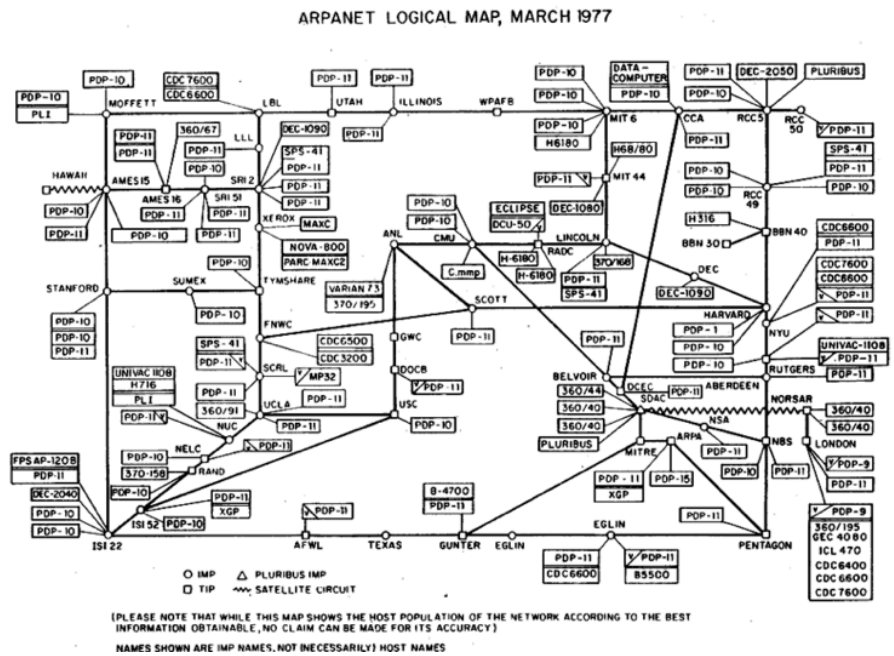 ARPANET LOGICAL MAP, MARCH 1977
PDP-10
CDC7600
CDC6600
PDP-11
PDP-11
PDP-10
PDP-10
PDP-10
H6180
DATA-
COMPUTER
PDP-10
PDP-11
PDP-10
DEC-2050
PLURIBUS
PDP-10
PLI
MOFFETT
LBL
UTAH
ILLINOIS
WPAFB
MIT 6
CCA
RCC5
RCC
50
PDP-11
PDP-11
PDP-11
PDP-11
360/67
LLL
PDP-11
DEC-1090
SPS-41
PDP-11
PDP-11
PDP-11
H68/80
PDP-11
MIT 44
DEC-1080
SPS-41
PDP-11
PDP-10
PDP-10
PDP-10
RCC
49
HAWAII
AMES15
AMES16
PDP-10
SRI 51
SRI 2
PDP-10
PDP-11
PDP-10
PDP-11
PDP-11
XEROX
MAXC
NOVA-800
PARC-MAXC2
PDP-10
PDP-10
ANL
CMU
C.mmp
ECLIPSE
DCU-50
H-6180
RADC
H-6180
LINCOLN
370/168
PDP-11
SPS-41
H316
BBN 30
BBN 40
CDC6600
PDP-11
CDC7600
CDC6600
PDP-11
PDP-11
STANFORD
SUMEX
TYMSHARE
PDP-10
PDP-10
VARIAN 73
370/195
SCOTT
PDP-11
DEC
DEC-1090
HARVARD
PDP-1
PDP-10
PDP-10
NYU
PDP-10
PDP-10
PDP-11
FNWC
CDC6500
CDC3200
GWC
SPS-41
PDP-11
SCRL
MP32
PDP-11
DOCB
PDP-11
PDP-11
BELVOIR
DCEC
PDP-11
ABERDEEN
RUTGERS
UNIVAC-1108
PDP-11
PDP-11
UNIVAC 1108
H716
PLI
PDP-11
360/91
UCLA
PDP-11
USC
PDP-10
360/44
360/40
360/40
PLURIBUS
SDAC
NORSAR
360/40
360/40
NUC
NELC
PDP-11
PDP-10
370-158
RAND
PDP-10
NSA
PDP-11
MITRE
ARPA
PDP-11
XGP
PDP-15
NBS
PDP-10
PDP-11
LONDON
PDP-9
FPSAP-120B
PDP-11
DEC-2040
PDP-10
PDP-10
ISI 52
PDP-11
XGP
PDP-10
PDP-11
B-4700
PDP-11
PDP-11
PDP-9
360/195
GEC 4080
ICL 470
CDC6400
CDC6600
CDC7600
ISI 22
AFWL
TEXAS
GUNTER
EGLIN
EGLIN
PENTAGON
PDP-11
CDC6600
PDP-11
B5500
IMP
PLURIBUS IMP
TIP
SATELLITE CIRCUIT
(PLEASE NOTE THAT WHILE THIS MAP SHOWS THE HOST POPULATION OF THE NETWORK ACCORDING TO THE BEST
INFORMATION OBTAINABLE, NO CLAIM CAN BE MADE FOR ITS ACCURACY)
NAMES SHOWN ARE IMP NAMES, NOT (NECESSARILY) HOST NAMES